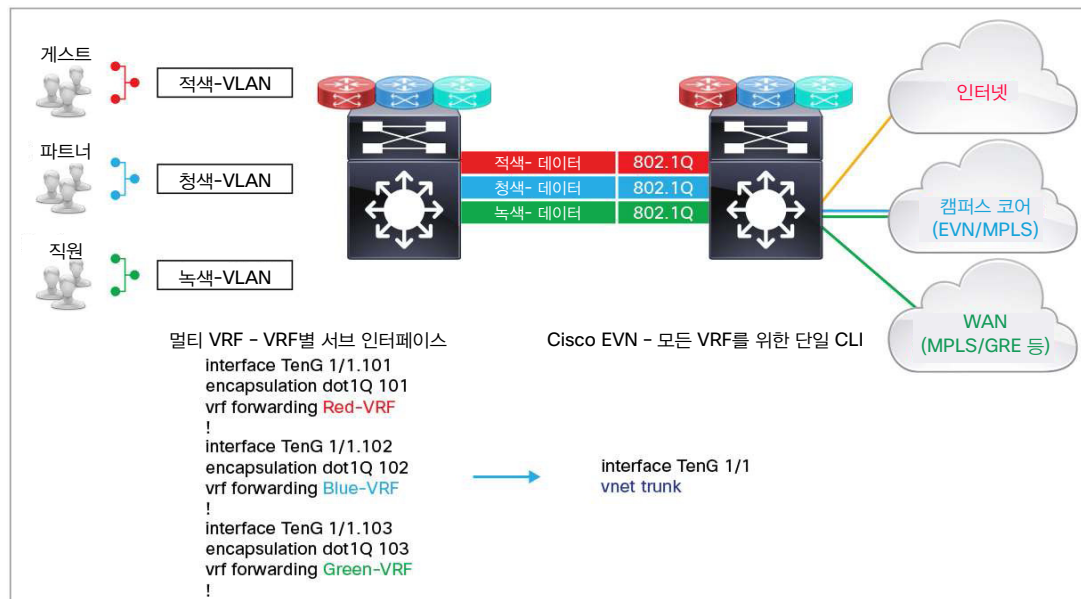 게스트
적색-VLAN
파트너
청색-VLAN
직원
녹색-VLAN
적색- 데이터 802.1Q
청색- 데이터 802.1Q
녹색- 데이터 802.1Q
인터넷
캠퍼스 코어
(EVN/MPLS)
WAN
(MPLS/GRE 등)
멀티 VRF - VRF별 서브 인터페이스
interface TenG 1/1.101
encapsulation dot1Q 101
vrf forwarding Red-VRF
!
interface TenG 1/1.102
encapsulation dot1Q 102
vrf forwarding Blue-VRF
!
interface TenG 1/1.103
encapsulation dot1Q 103
vrf forwarding Green-VRF
!
Cisco EVN - 모든 VRF를 위한 단일 CLI
interface TenG 1/1
vnet trunk